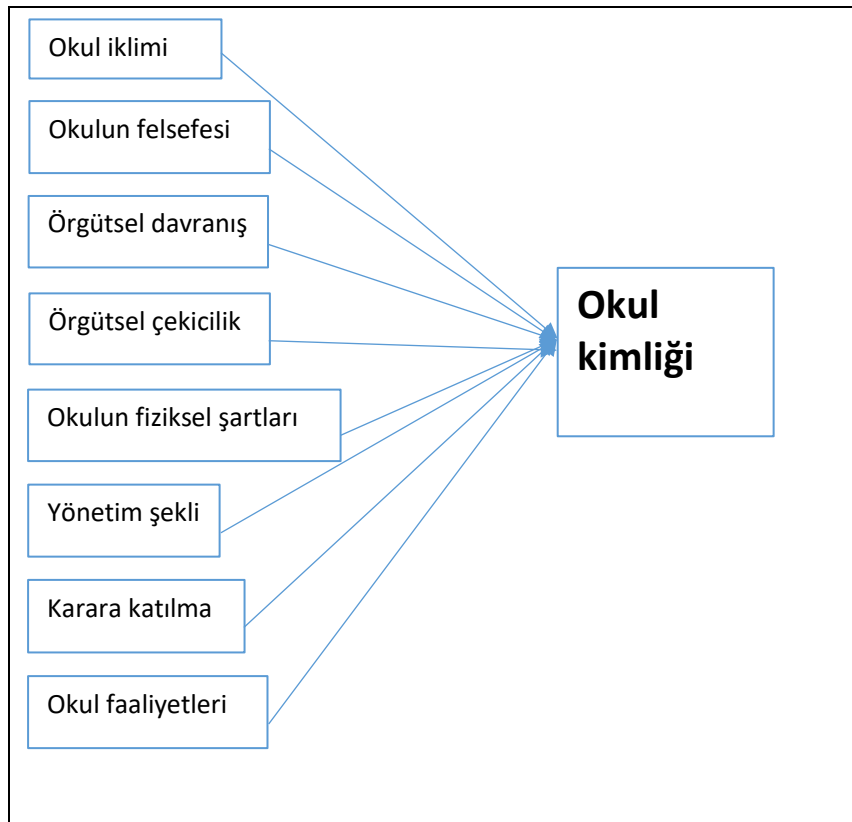 Okul iklimi
Okulun felsefesi
Örgütsel davranış
Örgütsel çekicilik
Okulun fiziksel şartları
Yönetim şekli
Karara katılma
Okul faaliyetleri
Okul
kimliği